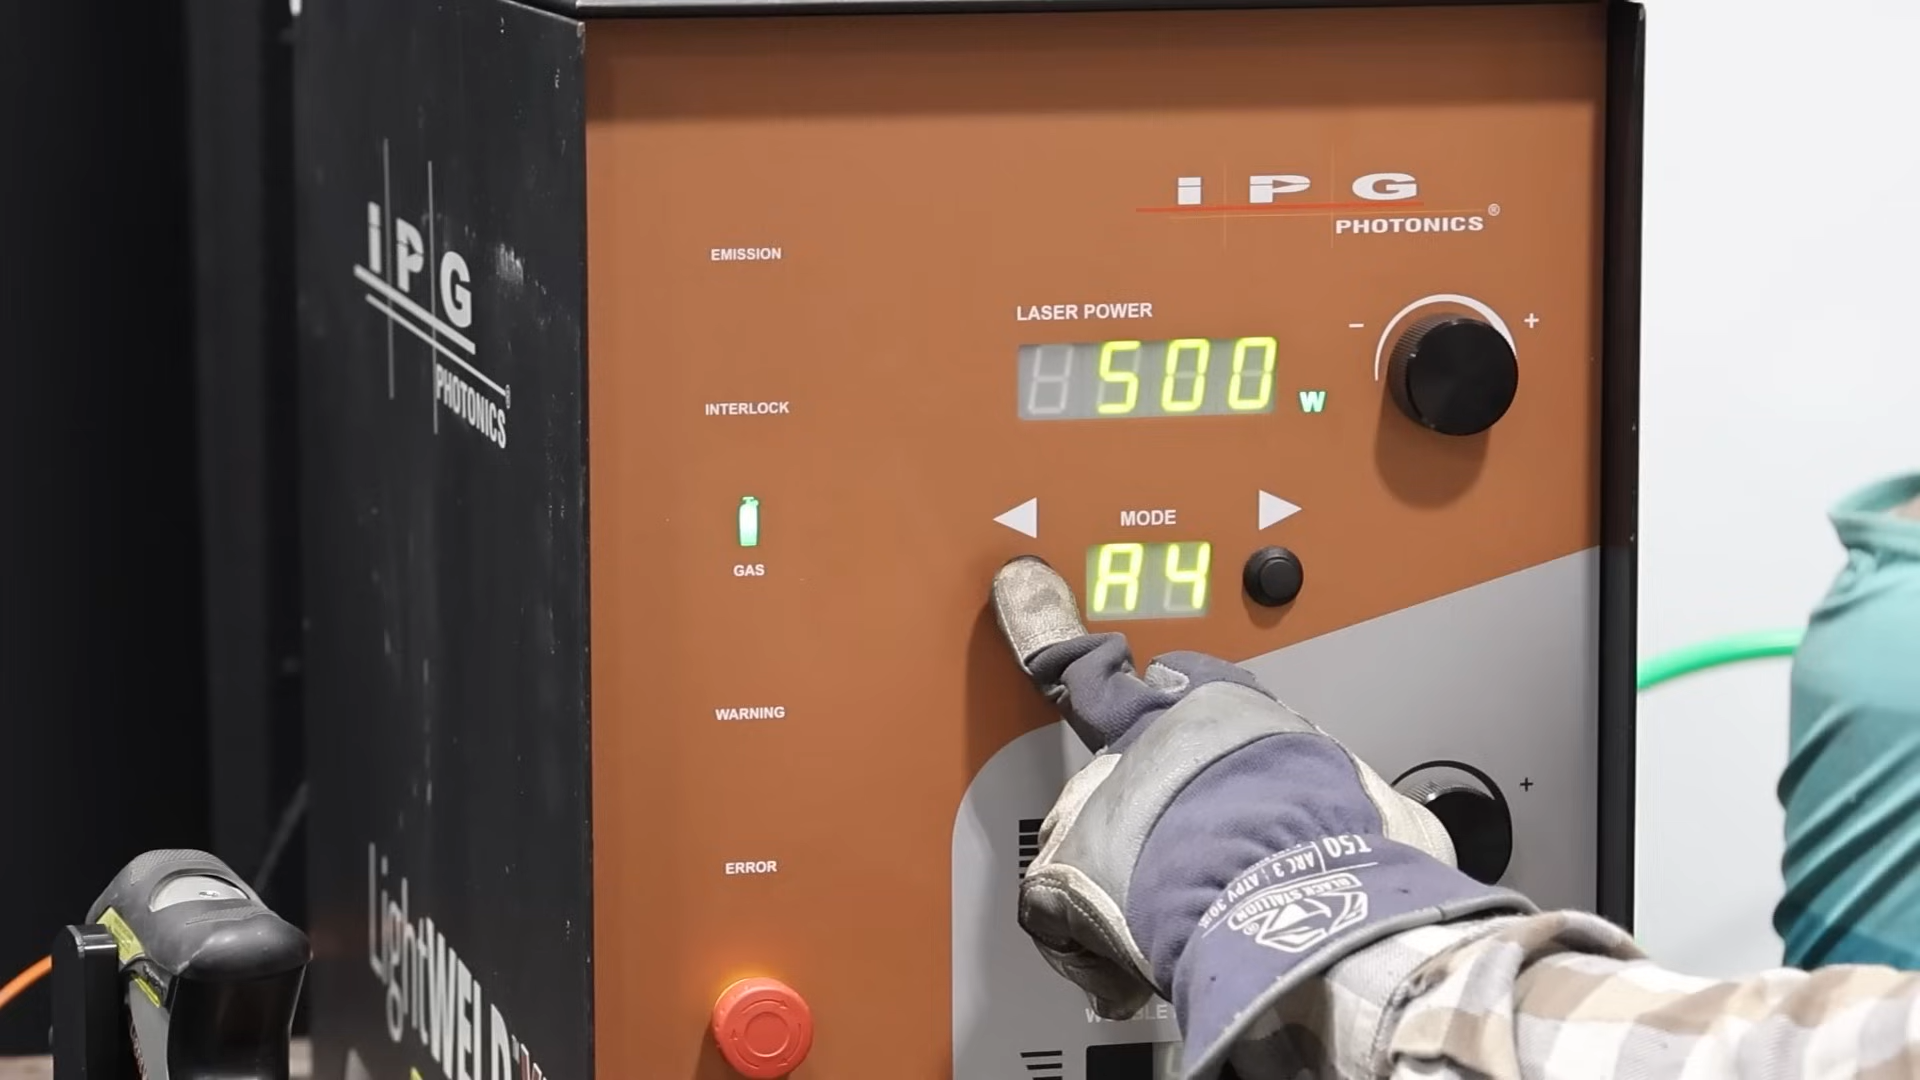 IPG
PHOTONICS®
IPG
PHOTONICS®
EMISSION
LASER POWER
-
+
500
W
INTERLOCK
MODE
A4
GAS
WARNING
+
ERROR
T50
ARC 3
ATPV
BLACK STALLION®
LightWELD